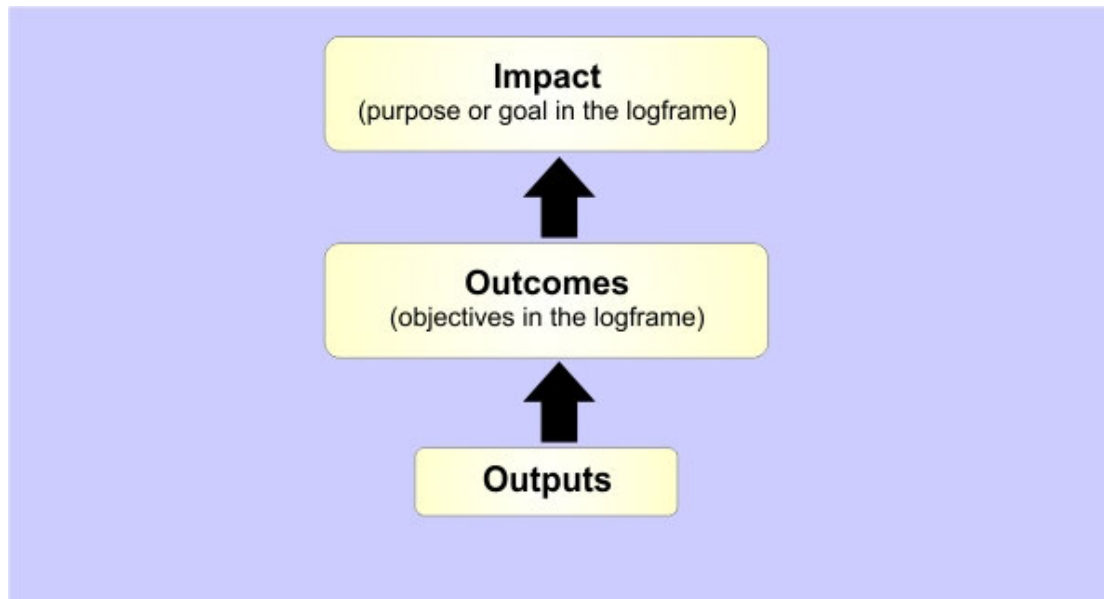 Impact
(purpose or goal in the logframe)
Outcomes
(objectives in the logframe)
Outputs